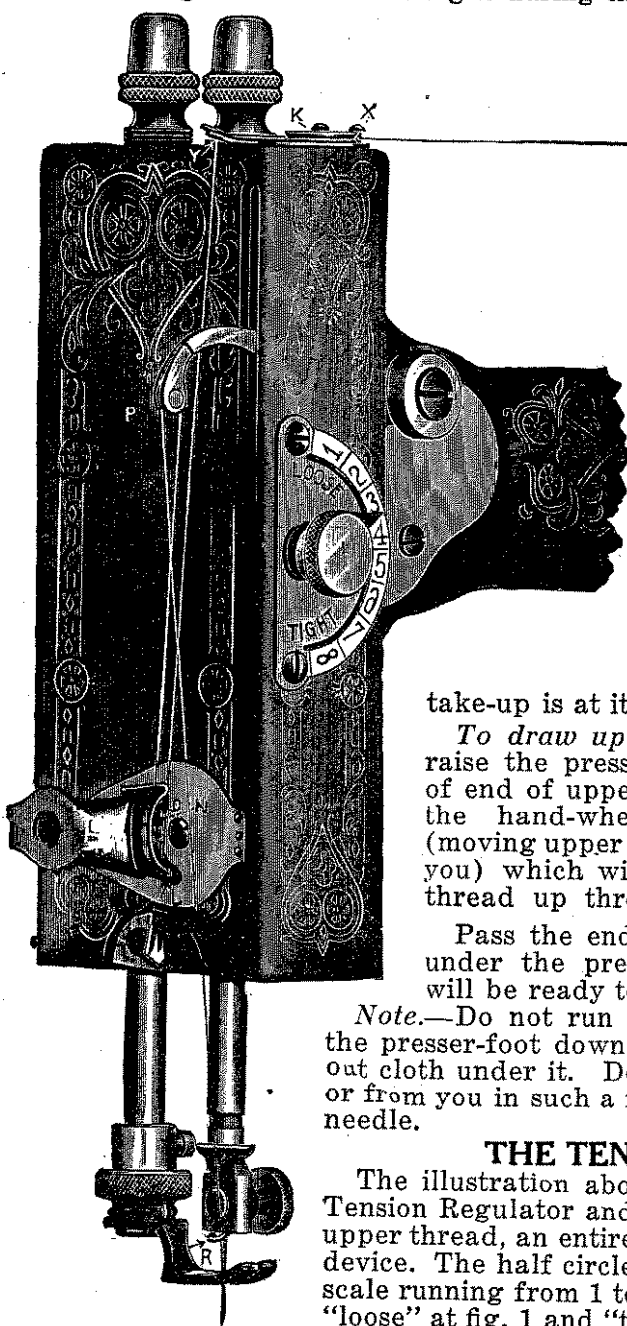 K X
Y
P
LOOSE
1 2 3 4 5 6 7 8
TIGHT
L D N
R
take-up is at it
To draw up
raise the press
of end of uppe
the hand-whe
(moving upper
you) which wi
thread up thr
Pass the end
under the pre
will be ready t
Note.—Do not run
the presser-foot down
out cloth under it. D
or from you in such a
needle.
THE TEN
The illustration abo
Tension Regulator and
upper thread, an entire
device. The half circle
scale running from 1 t
"loose" at fig. 1 and "t